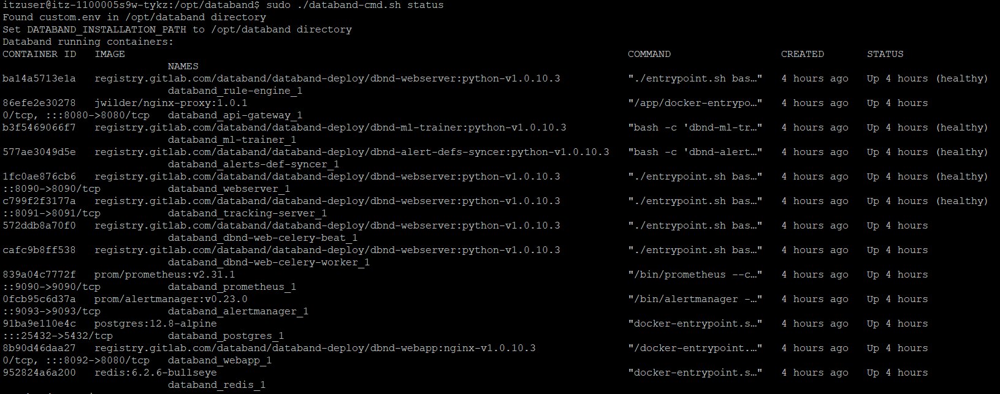 itzuser@itz-1100005s9w-tykz:/opt/databand$ sudo ./databand-cmd.sh status
Found custom.env in /opt/databand directory
Set DATABAND_INSTALLATION_PATH to /opt/databand directory
Databand running containers:
CONTAINER ID   IMAGE   COMMAND   CREATED   STATUS
NAMES
ba14a5713e1a   registry.gitlab.com/databand/databand-deploy/dbnd-webserver:python-v1.0.10.3   "./entrypoint.sh bas…"   4 hours ago   Up 4 hours (healthy)
databand_rule-engine_1
86efe2e30278   jwilder/nginx-proxy:1.0.1   "/app/docker-entrypo…"   4 hours ago   Up 4 hours
0/tcp, :::8080->8080/tcp   databand_api-gateway_1
b3f5469066f7   registry.gitlab.com/databand/databand-deploy/dbnd-ml-trainer:python-v1.0.10.3   "bash -c 'dbnd-ml-tr…"   4 hours ago   Up 4 hours (healthy)
databand_ml-trainer_1
577ae3049d5e   registry.gitlab.com/databand/databand-deploy/dbnd-alert-defs-syncer:python-v1.0.10.3   "bash -c 'dbnd-alert…"   4 hours ago   Up 4 hours (healthy)
databand_alerts-def-syncer_1
1fc0ae876cb6   registry.gitlab.com/databand/databand-deploy/dbnd-webserver:python-v1.0.10.3   "./entrypoint.sh bas…"   4 hours ago   Up 4 hours (healthy)
::8090->8090/tcp   databand_webserver_1
c799f2f3177a   registry.gitlab.com/databand/databand-deploy/dbnd-webserver:python-v1.0.10.3   "./entrypoint.sh bas…"   4 hours ago   Up 4 hours (healthy)
::8091->8091/tcp   databand_tracking-server_1
572ddb8a70f0   registry.gitlab.com/databand/databand-deploy/dbnd-webserver:python-v1.0.10.3   "./entrypoint.sh bas…"   4 hours ago   Up 4 hours
databand_dbnd-web-celery-beat_1
cafc9b8ff538   registry.gitlab.com/databand/databand-deploy/dbnd-webserver:python-v1.0.10.3   "./entrypoint.sh bas…"   4 hours ago   Up 4 hours
databand_dbnd-web-celery-worker_1
839a04c7772f   prom/prometheus:v2.31.1   "/bin/prometheus --c…"   4 hours ago   Up 4 hours
::9090->9090/tcp   databand_prometheus_1
0fcb95c6d37a   prom/alertmanager:v0.23.0   "/bin/alertmanager -…"   4 hours ago   Up 4 hours
::9093->9093/tcp   databand_alertmanager_1
91ba9e110e4c   postgres:12.8-alpine   "docker-entrypoint.s…"   4 hours ago   Up 4 hours
:::25432->5432/tcp   databand_postgres_1
8b90d46daa27   registry.gitlab.com/databand/databand-deploy/dbnd-webapp:nginx-v1.0.10.3   "/docker-entrypoint.…"   4 hours ago   Up 4 hours
0/tcp, :::8092->8080/tcp   databand_webapp_1
952824a6a200   redis:6.2.6-bullseye   "docker-entrypoint.s…"   4 hours ago   Up 4 hours
databand_redis_1